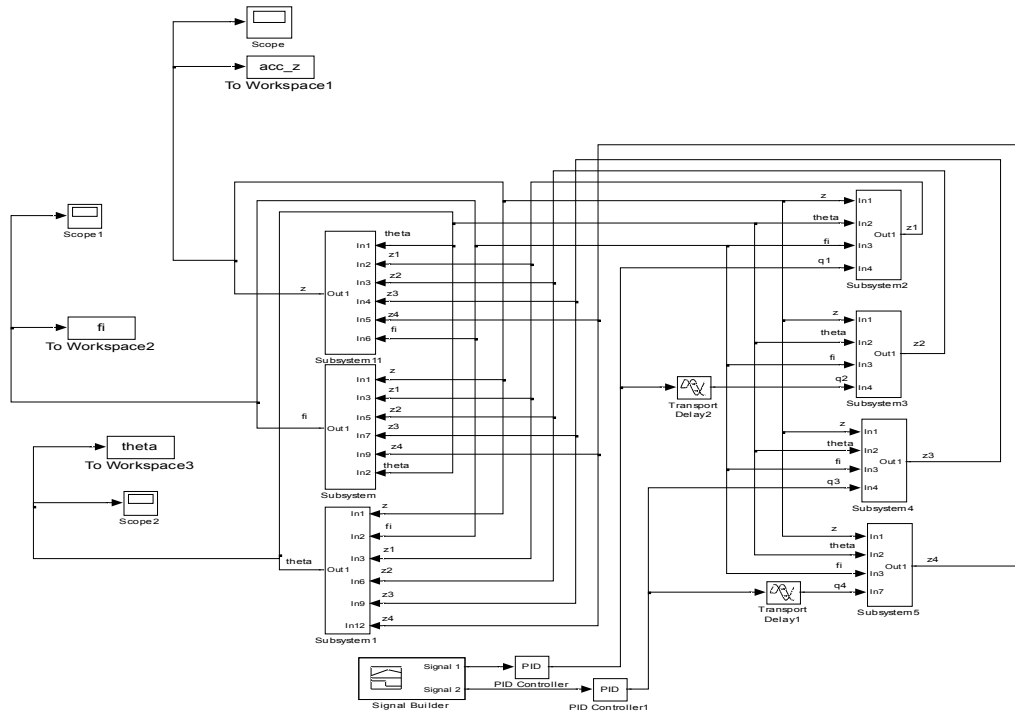 Scope
acc_z
To Workspace1
Scope1
fi
To Workspace2
theta
To Workspace3
Scope2
theta
In1
z1
In2
z2
In3
z3
In4
z4
In5
fi
In6
z
Out1
Subsystem11
z
In1
z1
In3
z2
In5
z3
In7
z4
In9
theta
In2
fi
Out1
Subsystem
z
In1
fi
In2
z1
In3
z2
In6
z3
In9
z4
In12
theta
Out1
Subsystem1
z
In1
theta
In2
fi
In3
q1
In4
Out1
z1
Subsystem2
z
In1
theta
In2
fi
In3
q2
In4
Out1
z2
Subsystem3
Transport
Delay2
z
In1
theta
In2
fi
In3
q3
In4
Out1
z3
Subsystem4
z
In1
theta
In2
fi
In3
q4
In7
Out1
z4
Subsystem5
Transport
Delay1
Signal 1
Signal 2
Signal Builder
PID
PID Controller
PID
PID Controller1